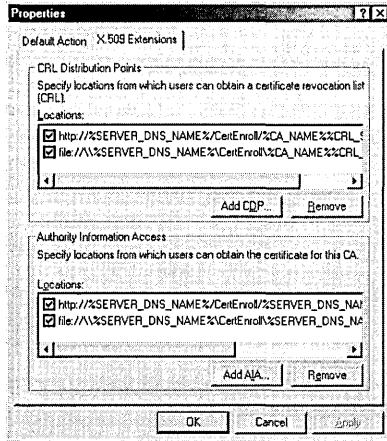 Properties
Default Action
X.509 Extensions
CRL Distribution Points
Specify locations from which users can obtain a certificate revocation list
(CRL).
Locations:
http://%SERVER_DNS_NAME%/CertEnroll/%CA_NAME%%CRL_
file://\\%SERVER_DNS_NAME%\CertEnroll\%CA_NAME%%CRL_
Add CDP...
Remove
Authority Information Access
Specify locations from which users can obtain the certificate for this CA.
Locations:
http://%SERVER_DNS_NAME%/CertEnroll/%SERVER_DNS_NA
file://\\%SERVER_DNS_NAME%\CertEnroll\%SERVER_DNS_NA
Add AIA...
Remove
OK
Cancel
Apply